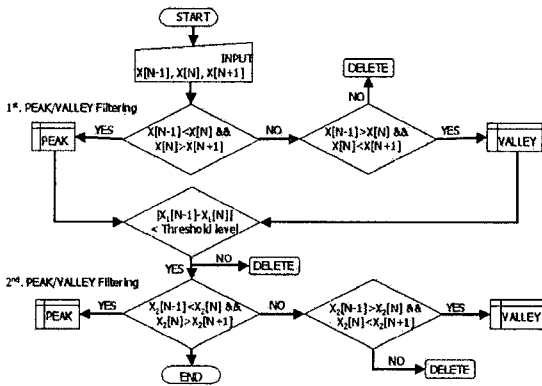 START
INPUT
X[N-1], X[N], X[N+1]
DELETE
1st. PEAK/VALLEY Filtering
NO
YES
X[N-1]<X[N] &&
X[N]>X[N+1]
NO
X[N-1]>X[N] &&
X[N]<X[N+1]
YES
PEAK
VALLEY
|X1[N-1]-X1[N]|
< Threshold level
YES
NO
DELETE
2nd. PEAK/VALLEY Filtering
YES
X2[N-1]<X2[N] &&
X2[N]>X2[N+1]
NO
X2[N-1]>X2[N] &&
X2[N]<X2[N+1]
YES
PEAK
VALLEY
NO
DELETE
END